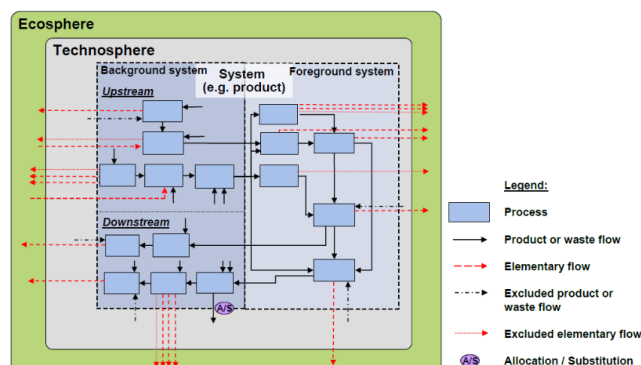 Ecosphere
Technosphere
Background system
System
(e.g. product)
Foreground system
Upstream
Downstream
A/S
Legend:
Process
Product or waste flow
Elementary flow
Excluded product or
waste flow
Excluded elementary flow
A/S
Allocation / Substitution